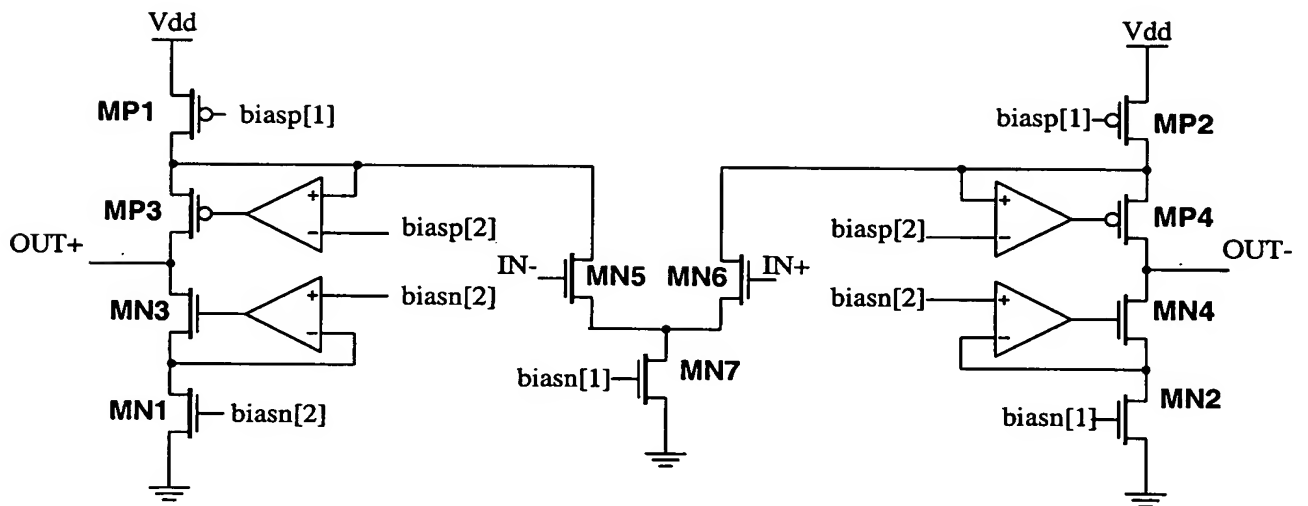 Vdd
Vdd
MP1
biasp[1]
biasp[1]
MP2
MP3
+
−
biasp[2]
+
−
biasp[2]
MP4
OUT+
IN-
MN5
MN6
IN+
OUT-
MN3
+
−
biasn[2]
biasn[2]
+
−
MN4
biasn[1]
MN7
MN1
biasn[2]
biasn[1]
MN2